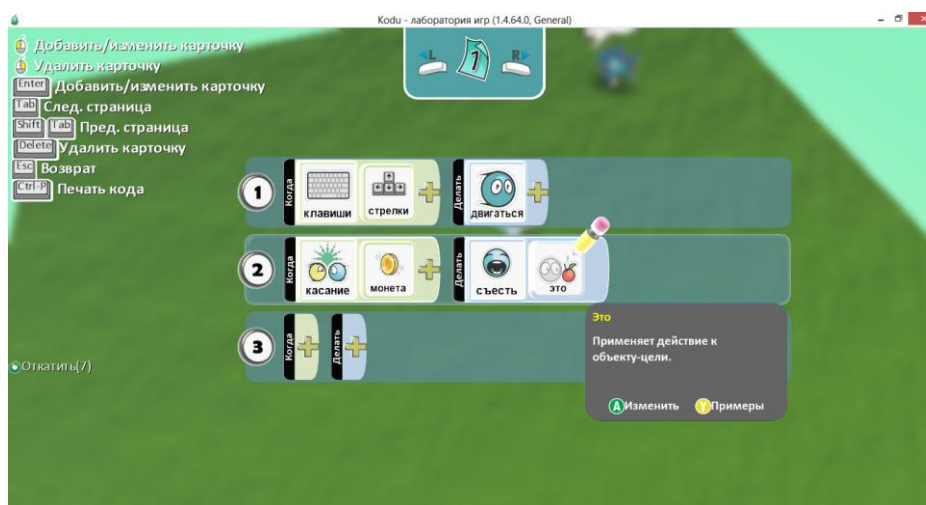 Kodu - лаборатория игр (1.4.64.0, General)
Добавить/изменить карточку
Удалить карточку
Enter Добавить/изменить карточку
Tab След. страница
Shift Tab Пред. страница
Delete Удалить карточку
Esc Возврат
Ctrl-P Печать кода
L 1 R
1 Когда клавиши стрелки Делать двигаться
2 Когда касание монета Делать съесть это
3 Когда Делать
Это
Применяет действие к
объекту-цели.
A Изменить Y Примеры
Откатить(7)